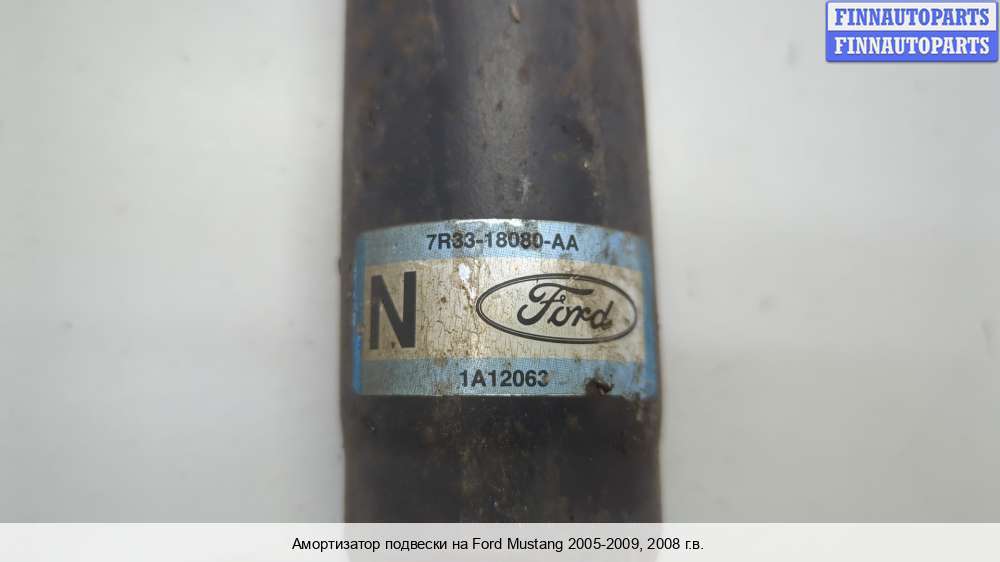 FINNAUTOPARTS
FINNAUTOPARTS
7R33-18080-AA
N
Ford
1A12063
Амортизатор подвески на Ford Mustang 2005-2009, 2008 г.в.